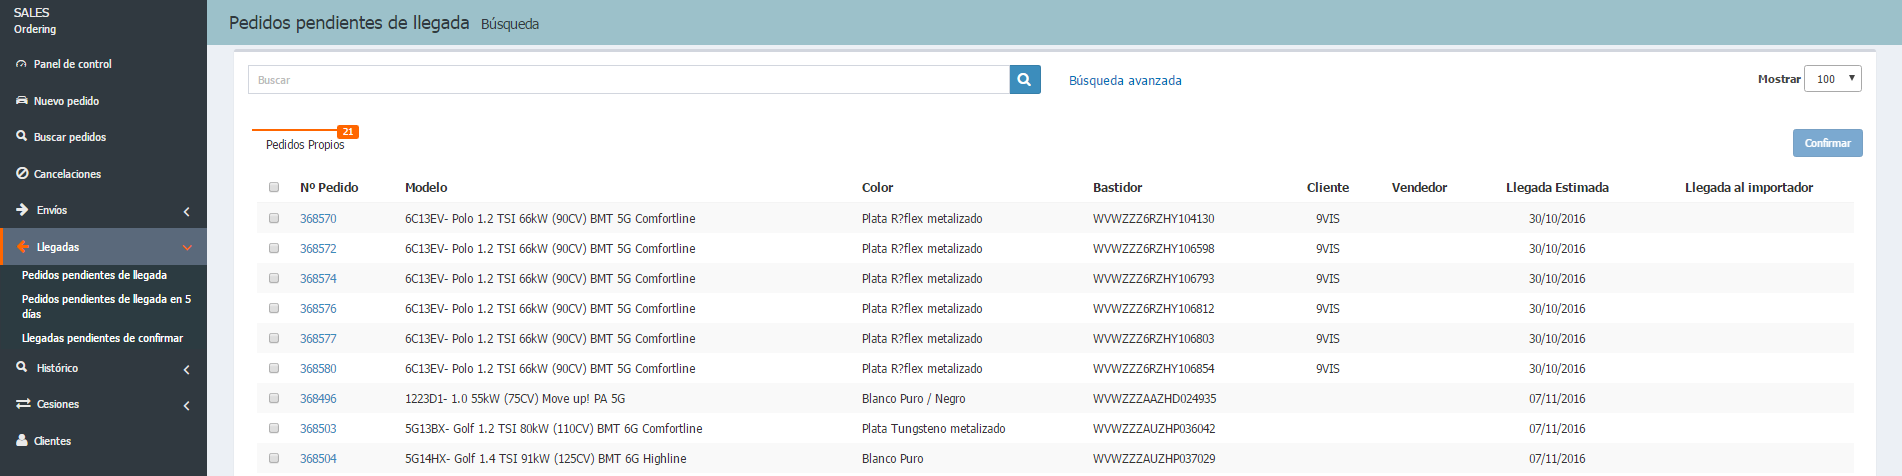 SALES
Ordering
Panel de control
Nuevo pedido
Buscar pedidos
Cancelaciones
Envíos
Llegadas
Pedidos pendientes de llegada
Pedidos pendientes de llegada en 5
días
Llegadas pendientes de confirmar
Histórico
Cesiones
Clientes
Pedidos pendientes de llegada Búsqueda
Buscar Búsqueda avanzada Mostrar 100
21
Pedidos Propios Confirmar
Nº Pedido Modelo Color Bastidor Cliente Vendedor Llegada Estimada Llegada al importador
368570 6C13EV- Polo 1.2 TSI 66kW (90CV) BMT 5G Comfortline Plata R?flex metalizado WVWZZZ6RZHY104130 9VIS 30/10/2016
368572 6C13EV- Polo 1.2 TSI 66kW (90CV) BMT 5G Comfortline Plata R?flex metalizado WVWZZZ6RZHY106598 9VIS 30/10/2016
368574 6C13EV- Polo 1.2 TSI 66kW (90CV) BMT 5G Comfortline Plata R?flex metalizado WVWZZZ6RZHY106793 9VIS 30/10/2016
368576 6C13EV- Polo 1.2 TSI 66kW (90CV) BMT 5G Comfortline Plata R?flex metalizado WVWZZZ6RZHY106812 9VIS 30/10/2016
368577 6C13EV- Polo 1.2 TSI 66kW (90CV) BMT 5G Comfortline Plata R?flex metalizado WVWZZZ6RZHY106803 9VIS 30/10/2016
368580 6C13EV- Polo 1.2 TSI 66kW (90CV) BMT 5G Comfortline Plata R?flex metalizado WVWZZZ6RZHY106854 9VIS 30/10/2016
368496 1223D1- 1.0 55kW (75CV) Move up! PA 5G Blanco Puro / Negro WVWZZZAAZHD024935 07/11/2016
368503 5G13BX- Golf 1.2 TSI 80kW (110CV) BMT 6G Comfortline Plata Tungsteno metalizado WVWZZZAUZHP036042 07/11/2016
368504 5G14HX- Golf 1.4 TSI 91kW (125CV) BMT 6G Highline Blanco Puro WVWZZZAUZHP037029 07/11/2016